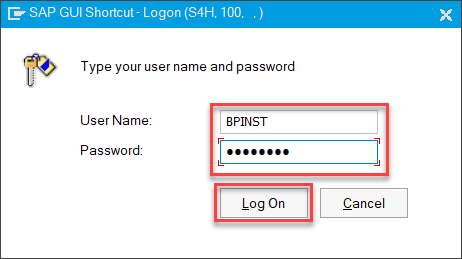 SAP GUI Shortcut - Logon (S4H, 100,   , )
Type your user name and password
User Name: BPINST
Password: ●●●●●●●●
Log On Cancel